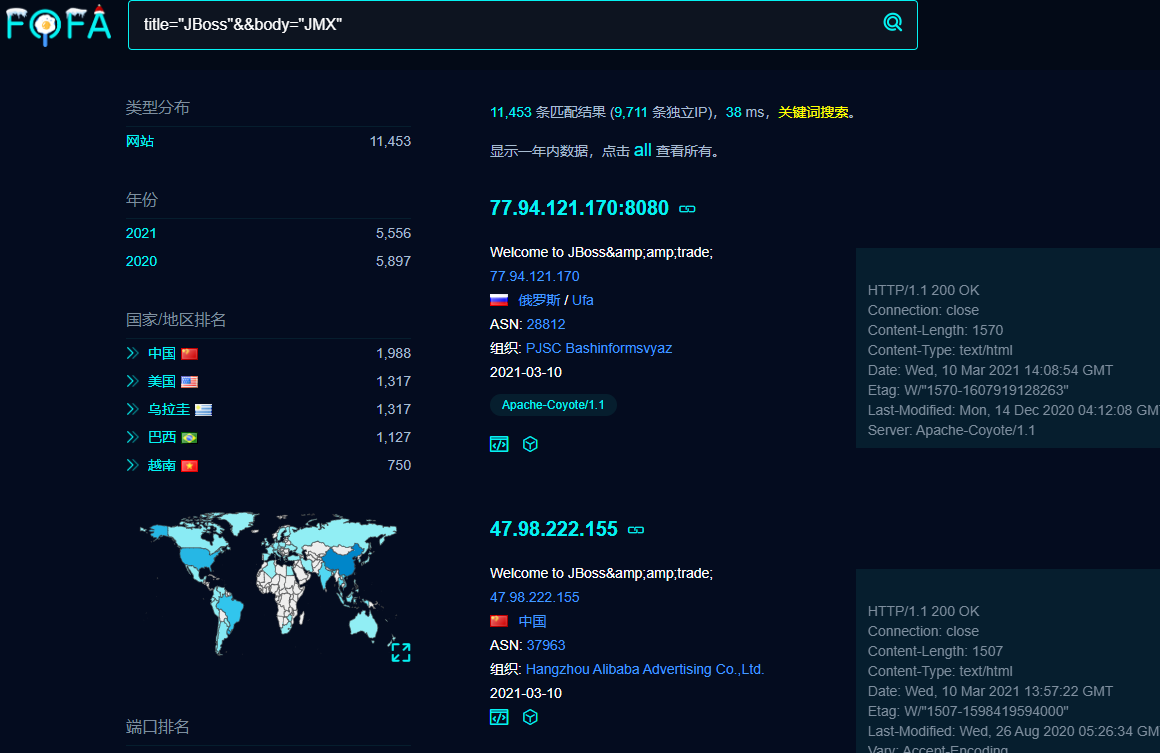 FOFA
title="JBoss"&&body="JMX"
类型分布
网站 11,453
年份
2021 5,556
2020 5,897
国家/地区排名
中国 1,988
美国 1,317
乌拉圭 1,317
巴西 1,127
越南 750
端口排名
11,453 条匹配结果 (9,711 条独立IP)，38 ms，关键词搜索。
显示一年内数据，点击 all 查看所有。
77.94.121.170:8080
Welcome to JBoss&amp;amp;trade;
77.94.121.170
俄罗斯 / Ufa
ASN: 28812
组织: PJSC Bashinformsvyaz
2021-03-10
Apache-Coyote/1.1
HTTP/1.1 200 OK
Connection: close
Content-Length: 1570
Content-Type: text/html
Date: Wed, 10 Mar 2021 14:08:54 GMT
Etag: W/"1570-1607919128263"
Last-Modified: Mon, 14 Dec 2020 04:12:08 GM
Server: Apache-Coyote/1.1
47.98.222.155
Welcome to JBoss&amp;amp;trade;
47.98.222.155
中国
ASN: 37963
组织: Hangzhou Alibaba Advertising Co.,Ltd.
2021-03-10
HTTP/1.1 200 OK
Connection: close
Content-Length: 1507
Content-Type: text/html
Date: Wed, 10 Mar 2021 13:57:22 GMT
Etag: W/"1507-1598419594000"
Last-Modified: Wed, 26 Aug 2020 05:26:34 GM
Vary: Accept-Encoding